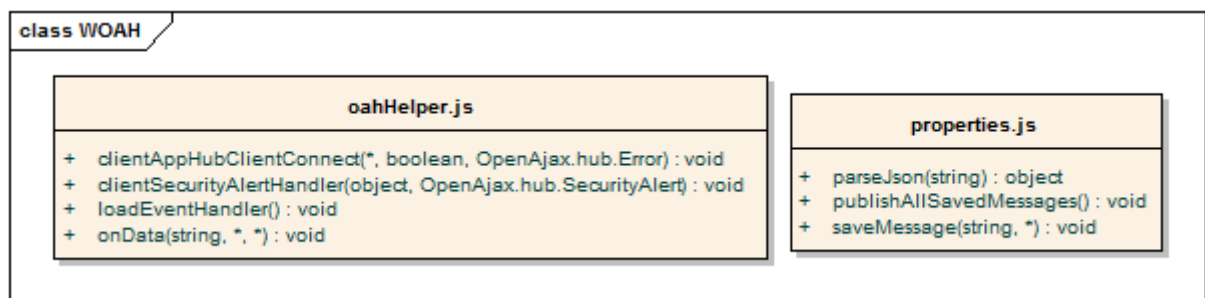 class WOAH
oahHelper.js
+ clientAppHubClientConnect(*, boolean, OpenAjax.hub.Error) : void
+ clientSecurityAlertHandler(object, OpenAjax.hub.SecurityAlert) : void
+ loadEventHandler() : void
+ onData(string, *, *) : void
properties.js
+ parseJson(string) : object
+ publishAllSavedMessages() : void
+ saveMessage(string, *) : void